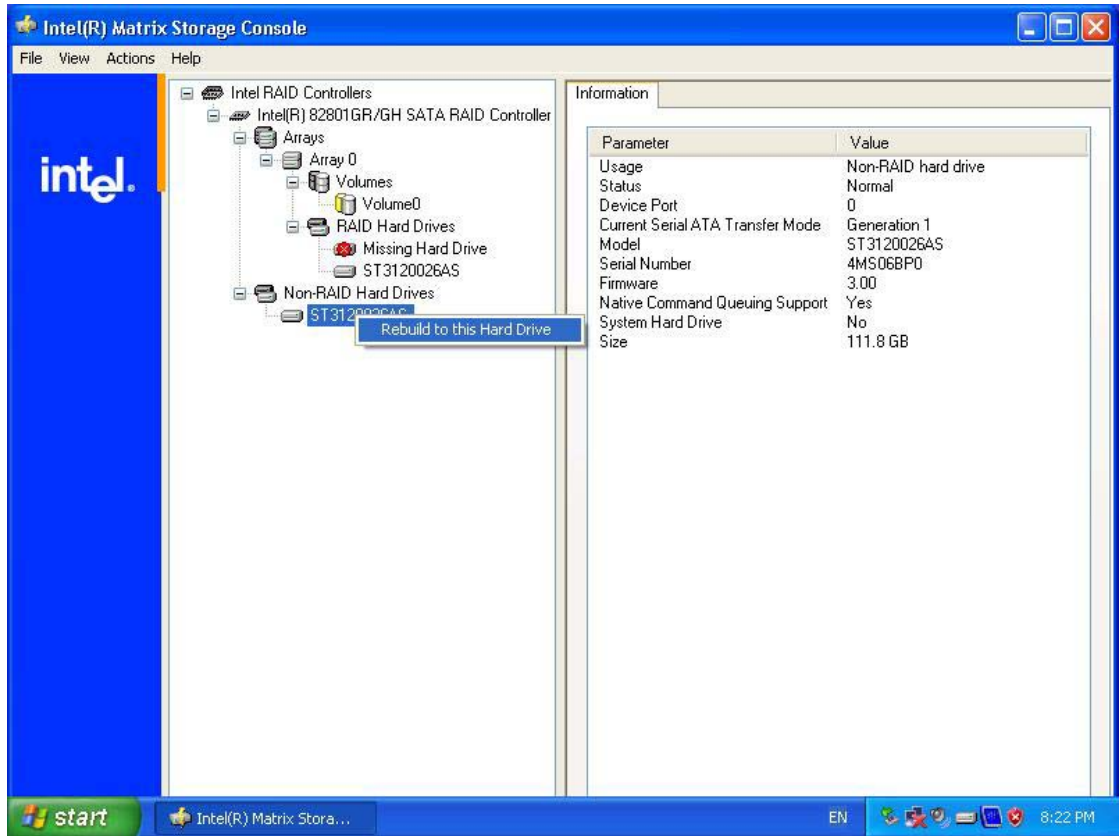 Intel(R) Matrix Storage Console
File View Actions Help
intel.
Intel RAID Controllers
Intel(R) 82801GR/GH SATA RAID Controller
Arrays
Array 0
Volumes
Volume0
RAID Hard Drives
Missing Hard Drive
ST3120026AS
Non-RAID Hard Drives
ST3120026AS
Rebuild to this Hard Drive
Information
Parameter Value
Usage Non-RAID hard drive
Status Normal
Device Port 0
Current Serial ATA Transfer Mode Generation 1
Model ST3120026AS
Serial Number 4MS06BP0
Firmware 3.00
Native Command Queuing Support Yes
System Hard Drive No
Size 111.8 GB
start Intel(R) Matrix Stora... EN 8:22 PM